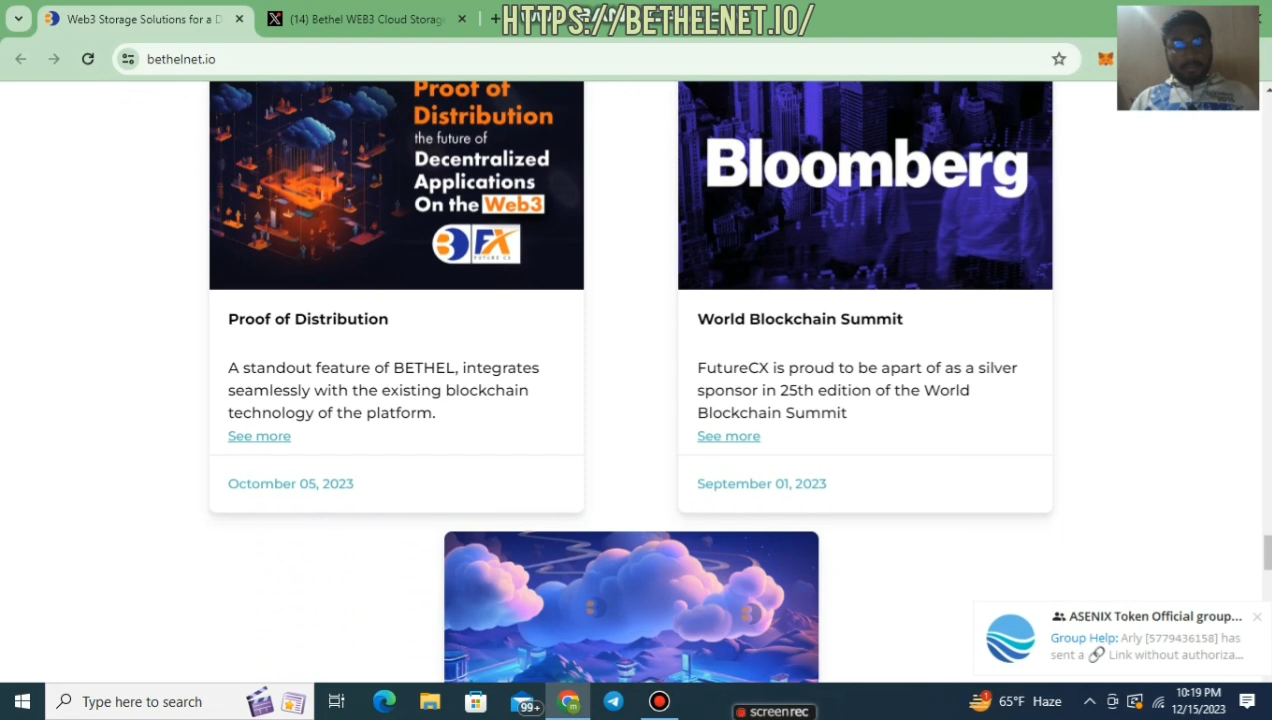 Web3 Storage Solutions for a D
(14) Bethel WEB3 Cloud Storag
HTTPS://BETHELNET.IO/
bethelnet.io
Proof of
Distribution
the future of
Decentralized
Applications
On the Web3
FX
FUTURE CX
Bloomberg
Proof of Distribution
World Blockchain Summit
A standout feature of BETHEL, integrates
seamlessly with the existing blockchain
technology of the platform.
See more
FutureCX is proud to be apart of as a silver
sponsor in 25th edition of the World
Blockchain Summit
See more
Octomber 05, 2023
September 01, 2023
ASENIX Token Official group...
Group Help: Arly [5779436158] has
sent a Link without authoriza...
Type here to search
99+
1
65°F Haze
10:19 PM
12/15/2023
screenrec